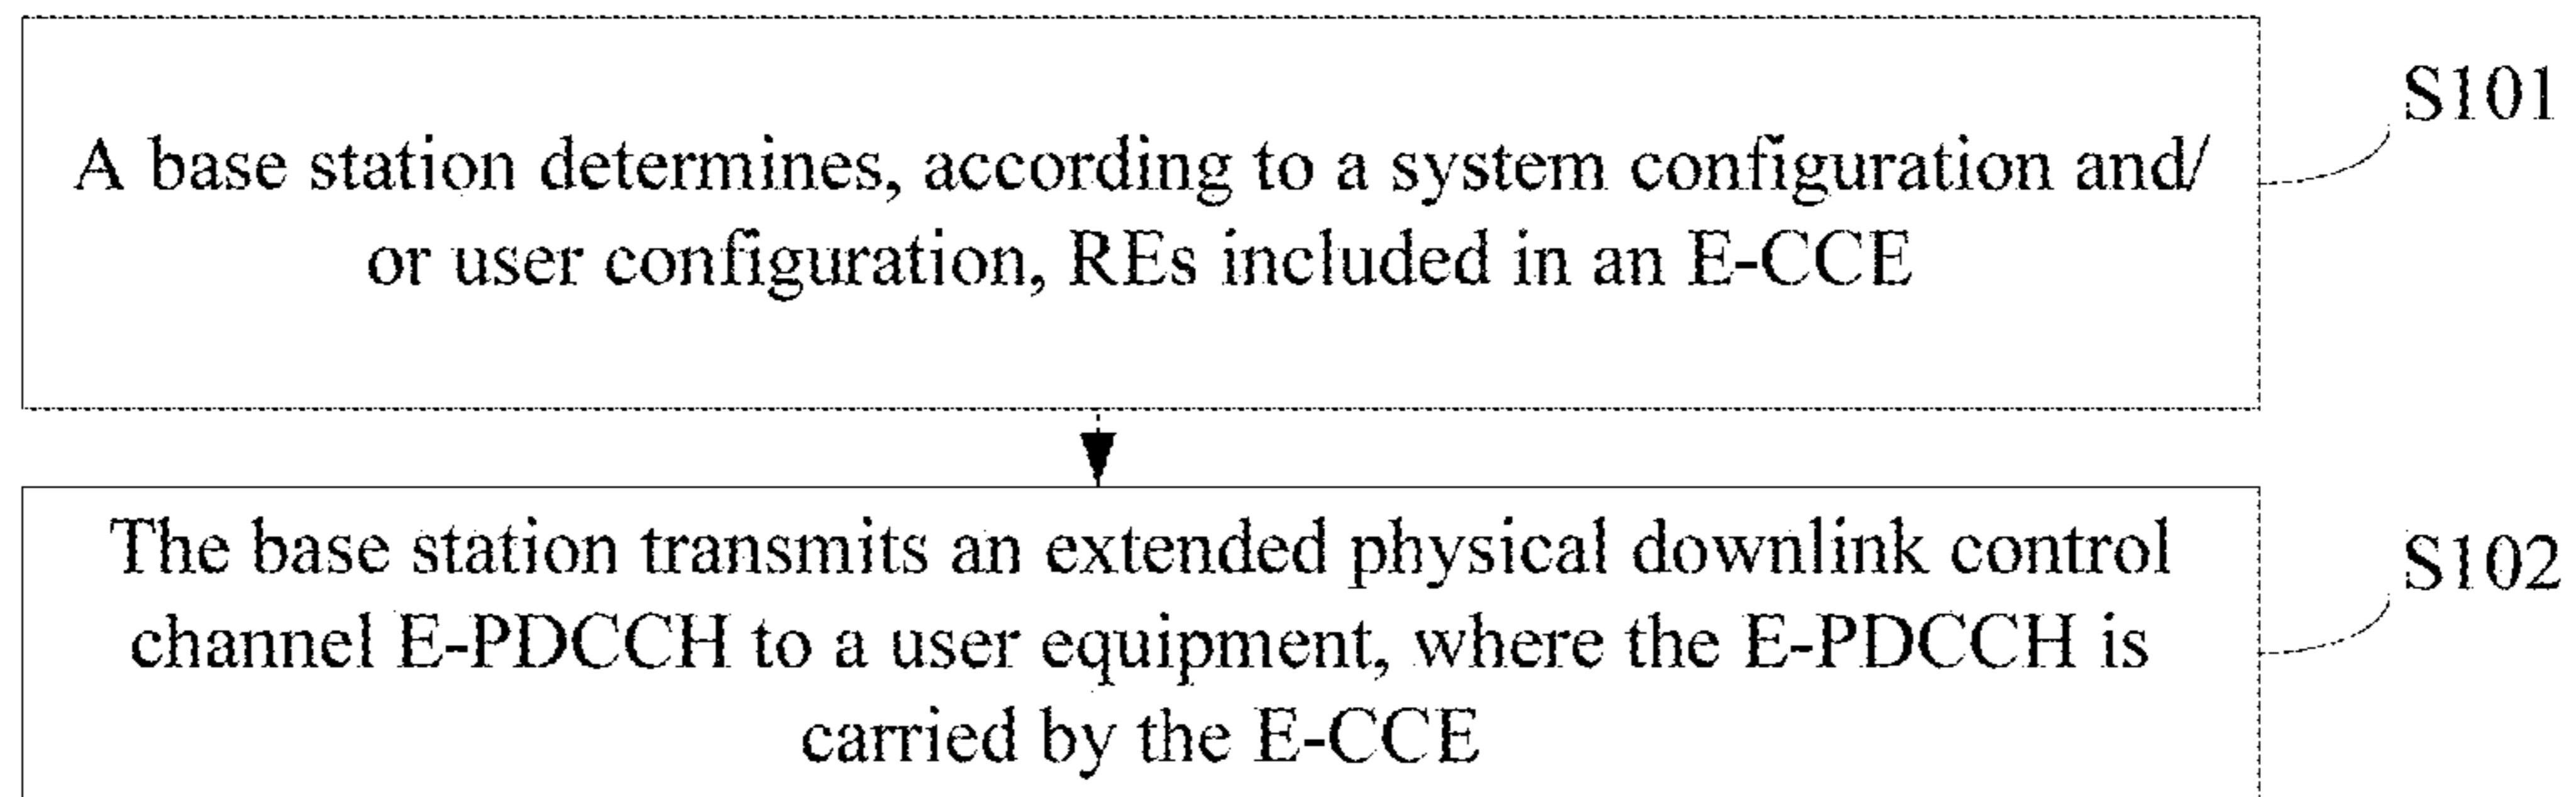 S101
A base station determines, according to a system configuration and/
or user configuration, REs included in an E-CCE
The base station transmits an extended physical downlink control
S102
channel E-PDCCH to a user equipment, where the E-PDCCH is
carried by the E-CCE